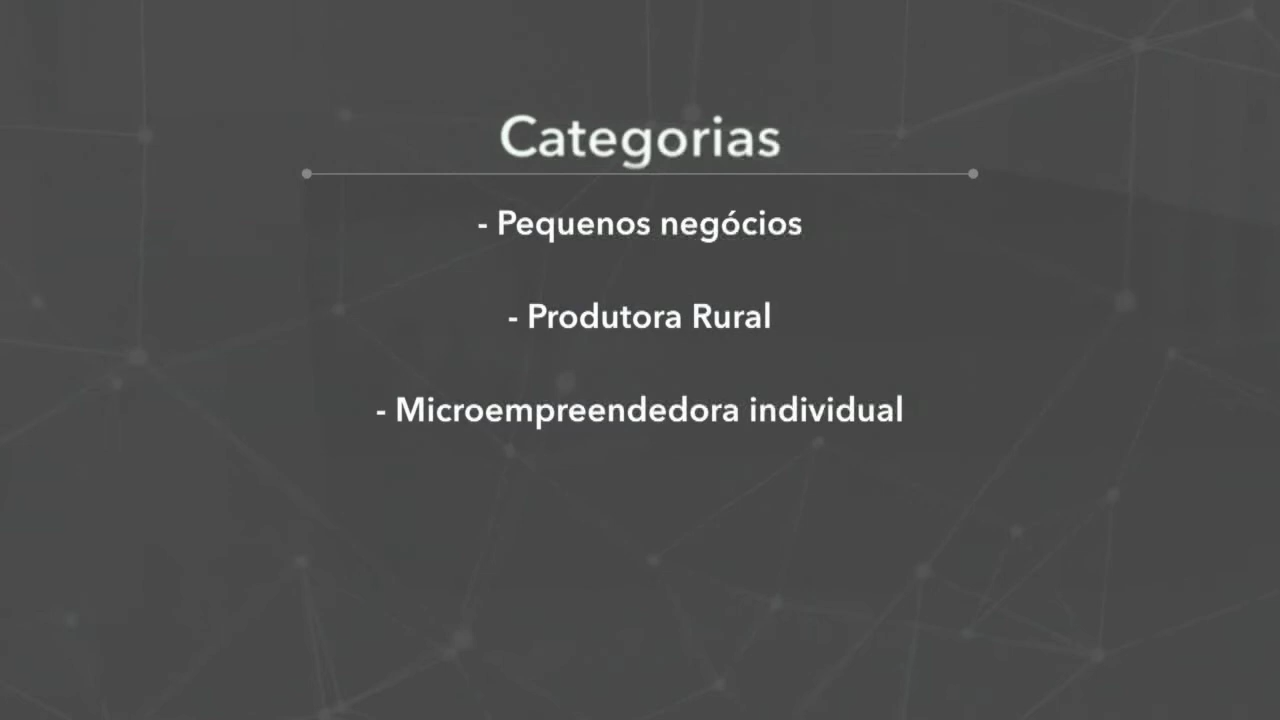 Categorias
- Pequenos negócios
- Produtora Rural
- Microempreendedora individual